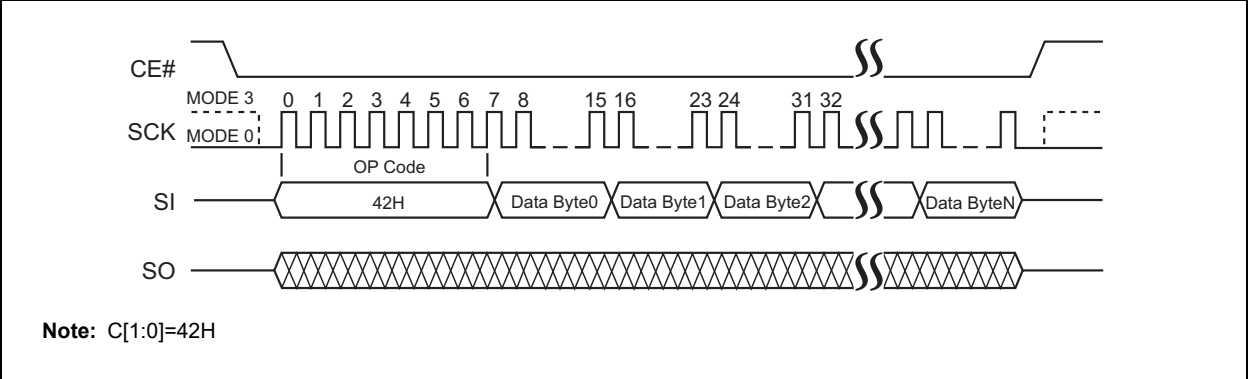 CE#
MODE 3
0 1 2 3 4 5 6 7 8 15 16 23 24 31 32
SCK
MODE 0
OP Code
SI
42H Data Byte0 Data Byte1 Data Byte2 Data ByteN
SO
Note: C[1:0]=42H